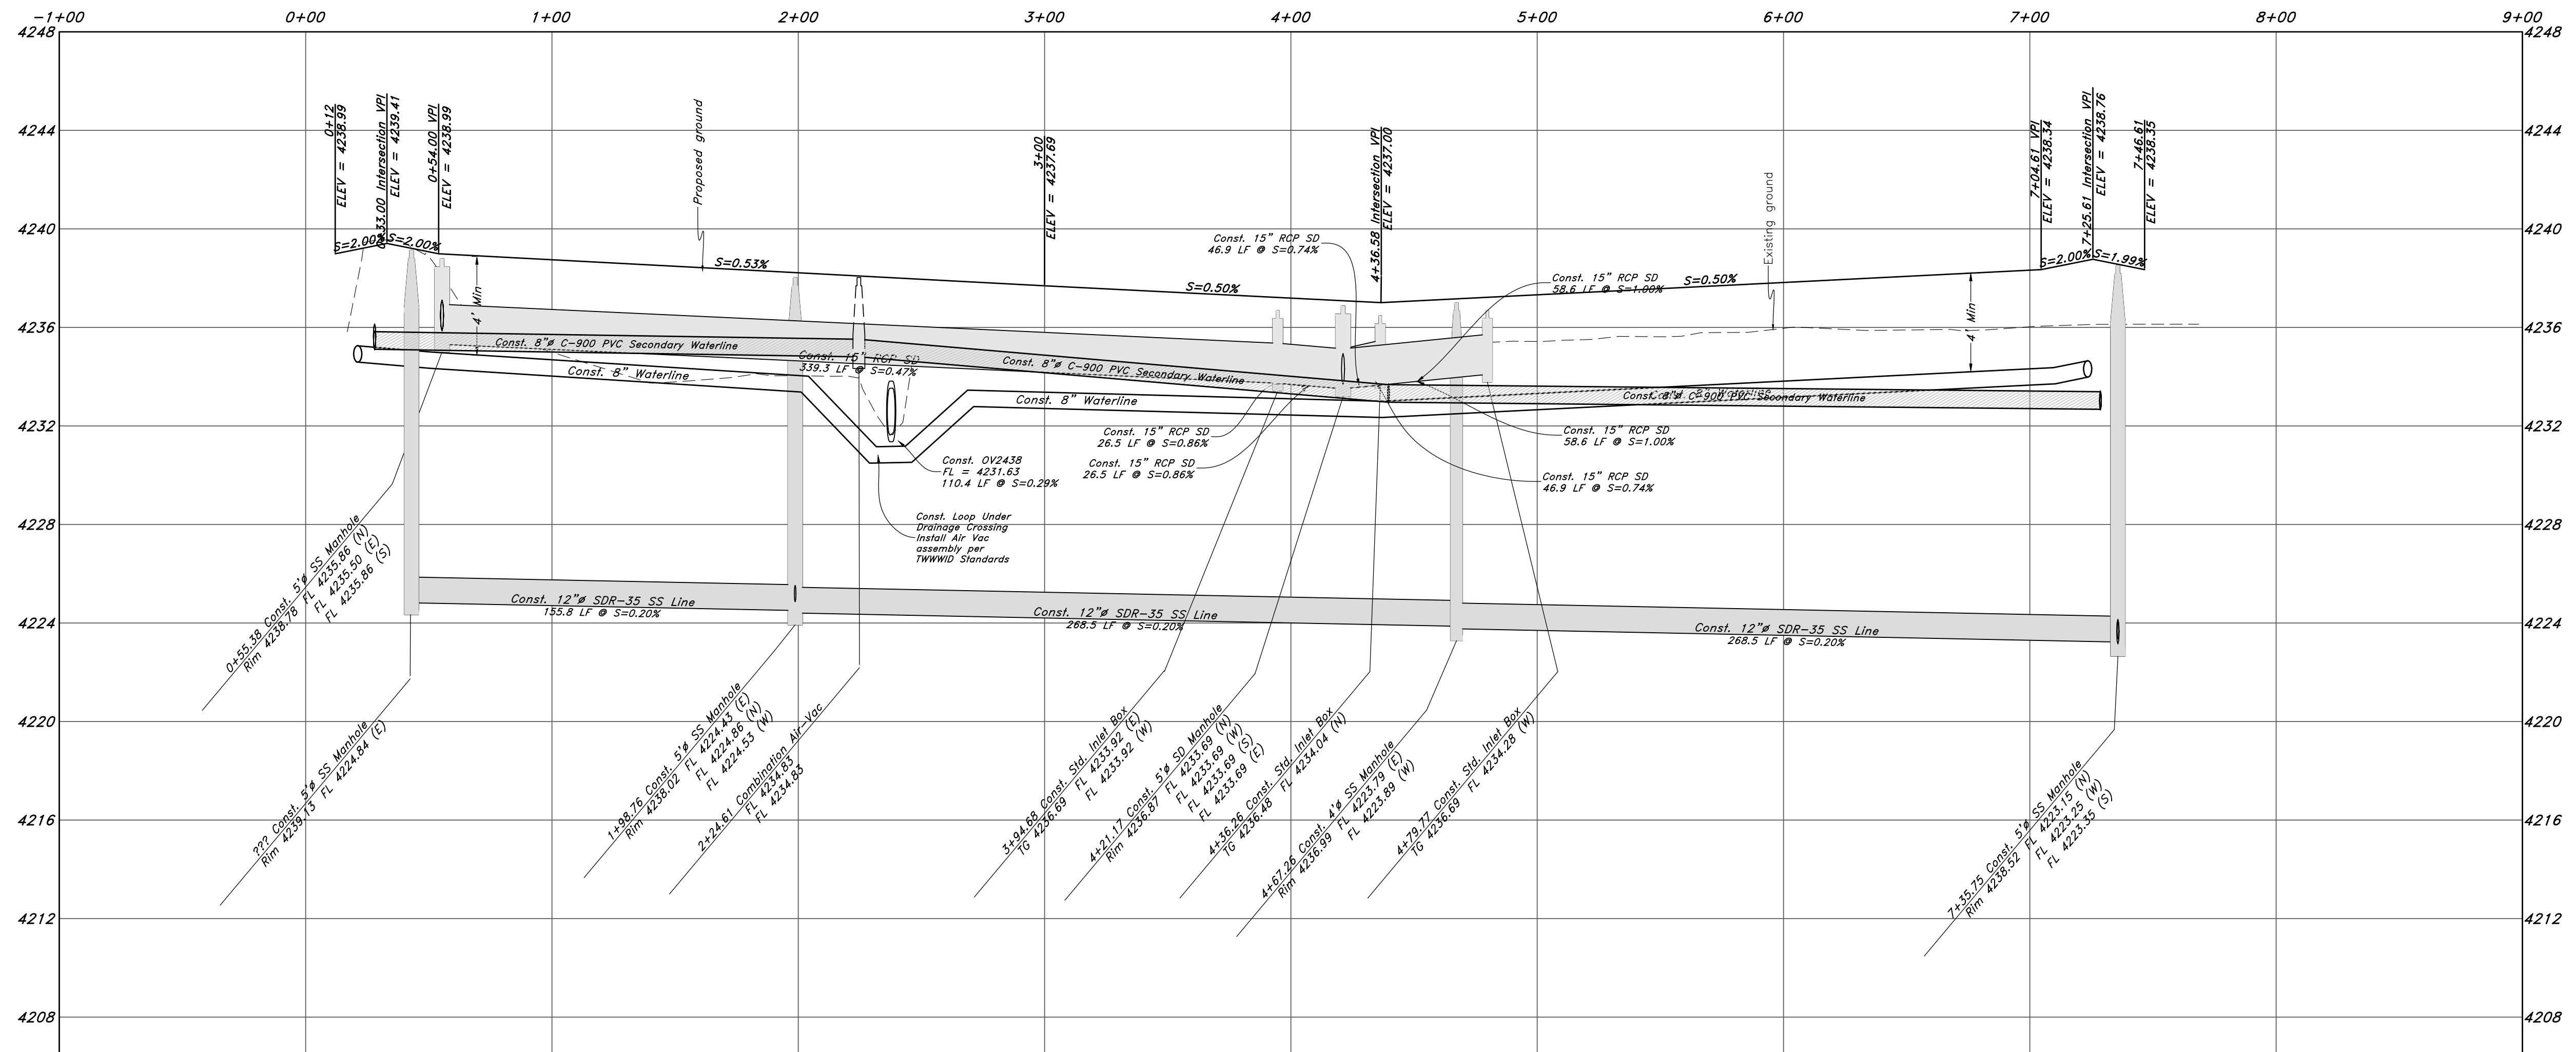 -1+00 0+00 1+00 2+00 3+00 4+00 5+00 6+00 7+00 8+00 9+00
4248 4248
4244 4244
4240 4240
4236 4236
4232 4232
4228 4228
4224 4224
4220 4220
4216 4216
4212 4212
4208 4208
0+12
ELEV = 4238.99
0+33.00 Intersection VPI
ELEV = 4239.41
0+54.00 VPI
ELEV = 4238.99
Proposed ground
3+00
ELEV = 4237.69
4+36.58 Intersection VPI
ELEV = 4237.00
Existing ground
7+04.61 VPI
ELEV = 4238.34
7+25.61 Intersection VPI
ELEV = 4238.76
7+46.61
ELEV = 4238.35
S=2.00% S=2.00%
S=0.53%
S=0.50%
S=0.50%
S=2.00% S=1.99%
4' Min
4' Min
Const. 15" RCP SD
46.9 LF @ S=0.74%
Const. 15" RCP SD
58.6 LF @ S=1.00%
Const. 8"ø C-900 PVC Secondary Waterline
Const. 15" RCP SD
339.3 LF @ S=0.47%
Const. 8"ø C-900 PVC Secondary Waterline
Const. 8" Waterline
Const. 8" Waterline
Const. 8" Waterline
Const. 8"ø C-900 PVC Secondary Waterline
Const. 15" RCP SD
26.5 LF @ S=0.86%
Const. 15" RCP SD
26.5 LF @ S=0.86%
Const. 15" RCP SD
58.6 LF @ S=1.00%
Const. 15" RCP SD
46.9 LF @ S=0.74%
Const. OV2438
FL = 4231.63
110.4 LF @ S=0.29%
Const. Loop Under
Drainage Crossing
Install Air Vac
assembly per
TWWWID Standards
Const. 12"ø SDR-35 SS Line
155.8 LF @ S=0.20%
Const. 12"ø SDR-35 SS Line
268.5 LF @ S=0.20%
Const. 12"ø SDR-35 SS Line
268.5 LF @ S=0.20%
0+55.38 Const. 5'ø SS Manhole
Rim 4238.78 FL 4235.86 (N)
FL 4235.50 (E)
FL 4235.86 (S)
??? Const. 5'ø SS Manhole
Rim 4239.13 FL 4224.84 (E)
1+98.76 Const. 5'ø SS Manhole
Rim 4238.02 FL 4224.43 (E)
FL 4224.86 (N)
FL 4224.53 (W)
2+24.61 Combination Air-Vac
FL 4234.83
FL 4234.83
3+94.68 Const. Std. Inlet Box
TG 4236.69 FL 4233.92 (E)
FL 4233.92 (W)
4+21.17 Const. 5'ø SD Manhole
Rim 4236.87 FL 4233.69 (N)
FL 4233.69 (W)
FL 4233.69 (S)
FL 4233.69 (E)
4+36.26 Const. Std. Inlet Box
TG 4236.48 FL 4234.04 (N)
4+67.26 Const. 4'ø SS Manhole
Rim 4236.99 FL 4223.79 (E)
FL 4223.89 (W)
4+79.77 Const. Std. Inlet Box
TG 4236.69 FL 4234.28 (W)
7+35.75 Const. 5'ø SS Manhole
Rim 4238.52 FL 4223.15 (N)
FL 4223.25 (W)
FL 4223.35 (S)